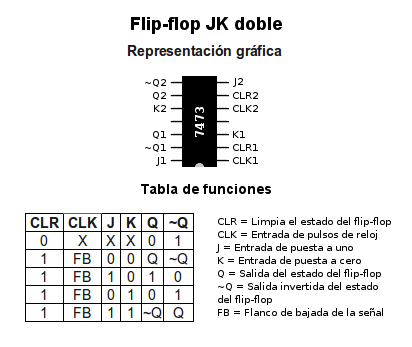 Flip-flop JK doble
Representación gráfica
~Q2 J2
Q2 CLR2
K2 CLK2
7473
Q1 K1
~Q1 CLR1
J1 CLK1
Tabla de funciones
CLR CLK J K Q ~Q
0 X X X 0 1
1 FB 0 0 Q ~Q
1 FB 1 0 1 0
1 FB 0 1 0 1
1 FB 1 1 ~Q Q
CLR = Limpia el estado del flip-flop
CLK = Entrada de pulsos de reloj
J = Entrada de puesta a uno
K = Entrada de puesta a cero
Q = Salida del estado del flip-flop
~Q = Salida invertida del estado
del flip-flop
FB = Flanco de bajada de la señal